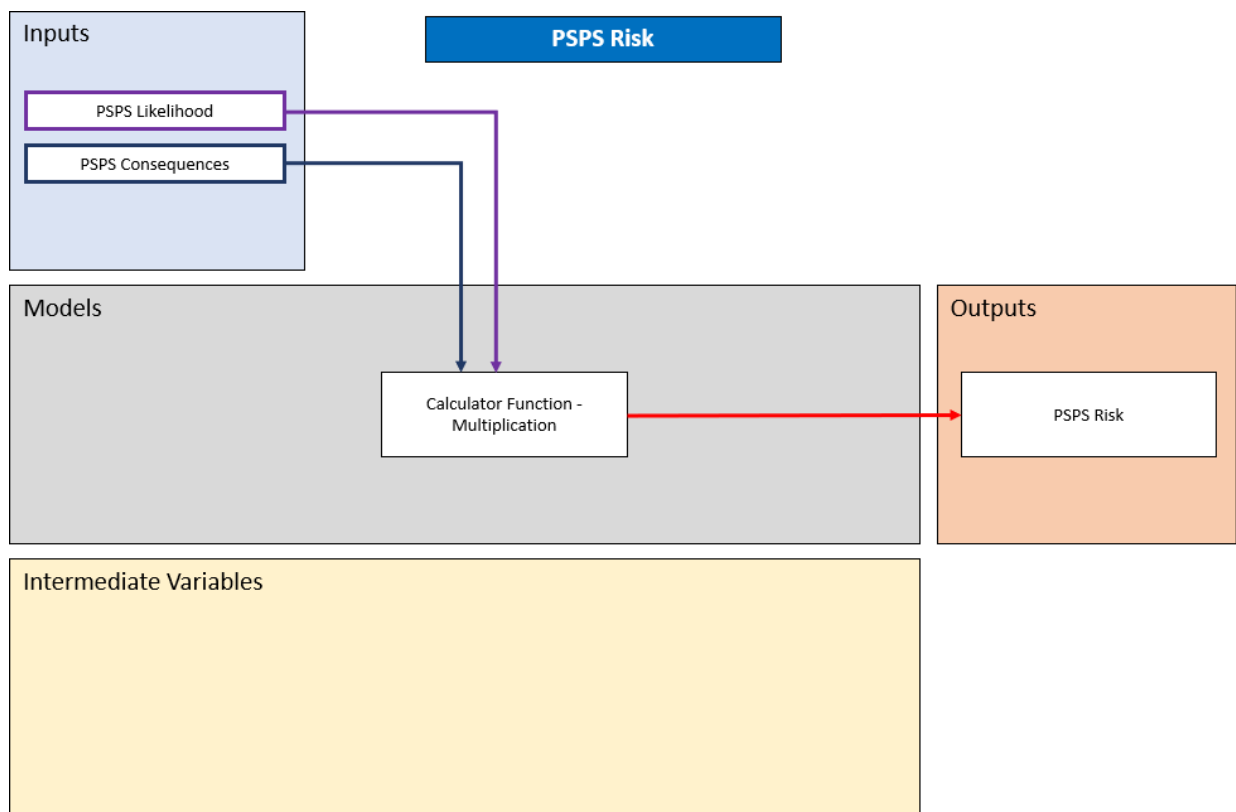 Inputs
PSPS Risk
PSPS Likelihood
PSPS Consequences
Models
Outputs
Calculator Function -
Multiplication
PSPS Risk
Intermediate Variables